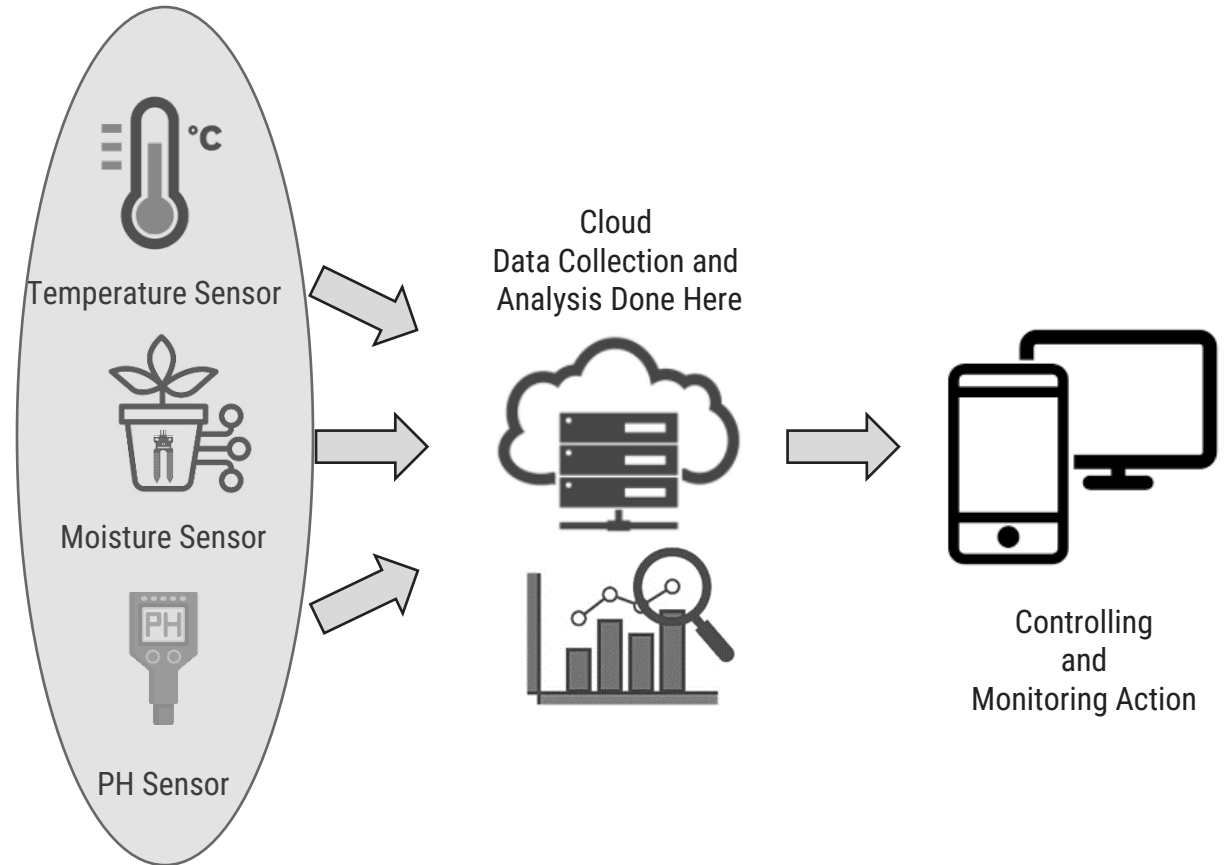 °C
Temperature Sensor
Moisture Sensor
PH
PH Sensor
Cloud
Data Collection and
Analysis Done Here
Controlling
and
Monitoring Action